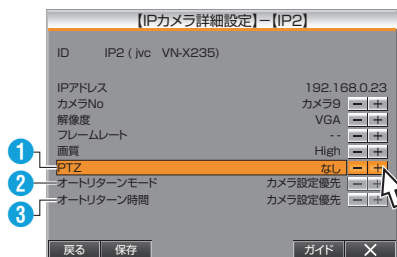 【IPカメラ詳細設定】－【IP2】
ID IP2 ( jvc VN-X235)
IPアドレス 192.168.0.23
カメラNo カメラ9 － ＋
解像度 VGA － ＋
フレームレート - - － ＋
画質 High － ＋
1 PTZ なし － ＋
2 オートリターンモード カメラ設定優先 － ＋
3 オートリターン時間 カメラ設定優先 － ＋
戻る 保存 ガイド X